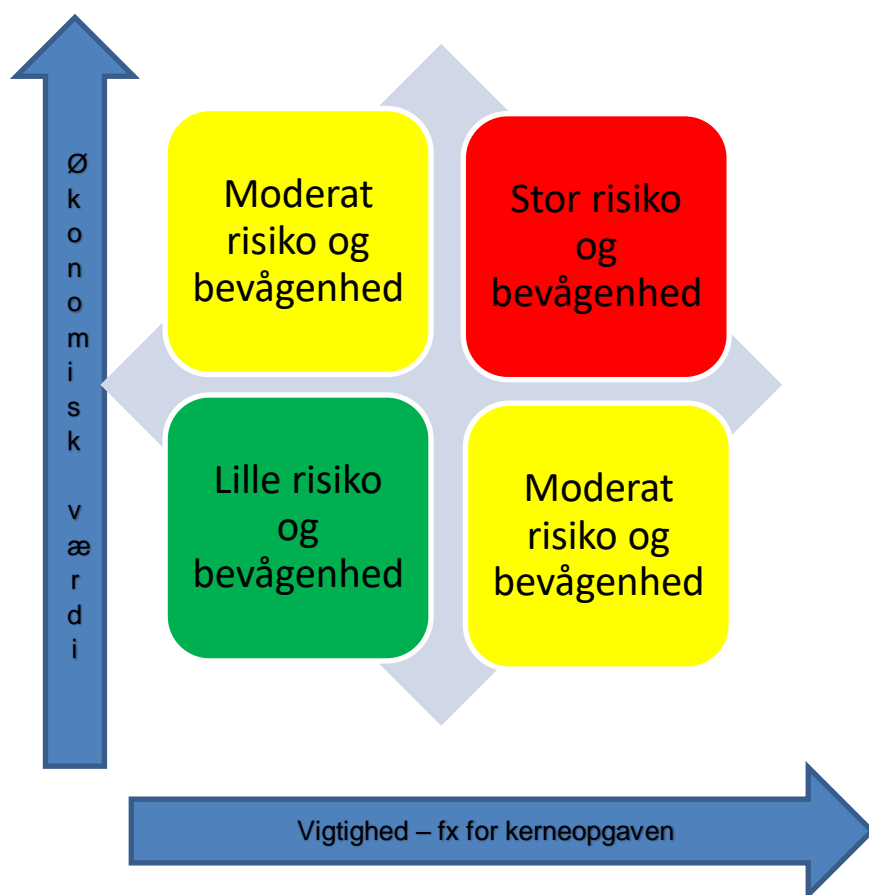 Økonomisk værdi
Moderat
risiko og
bevågenhed
Stor risiko
og
bevågenhed
Lille risiko
og
bevågenhed
Moderat
risiko og
bevågenhed
Vigtighed – fx for kerneopgaven